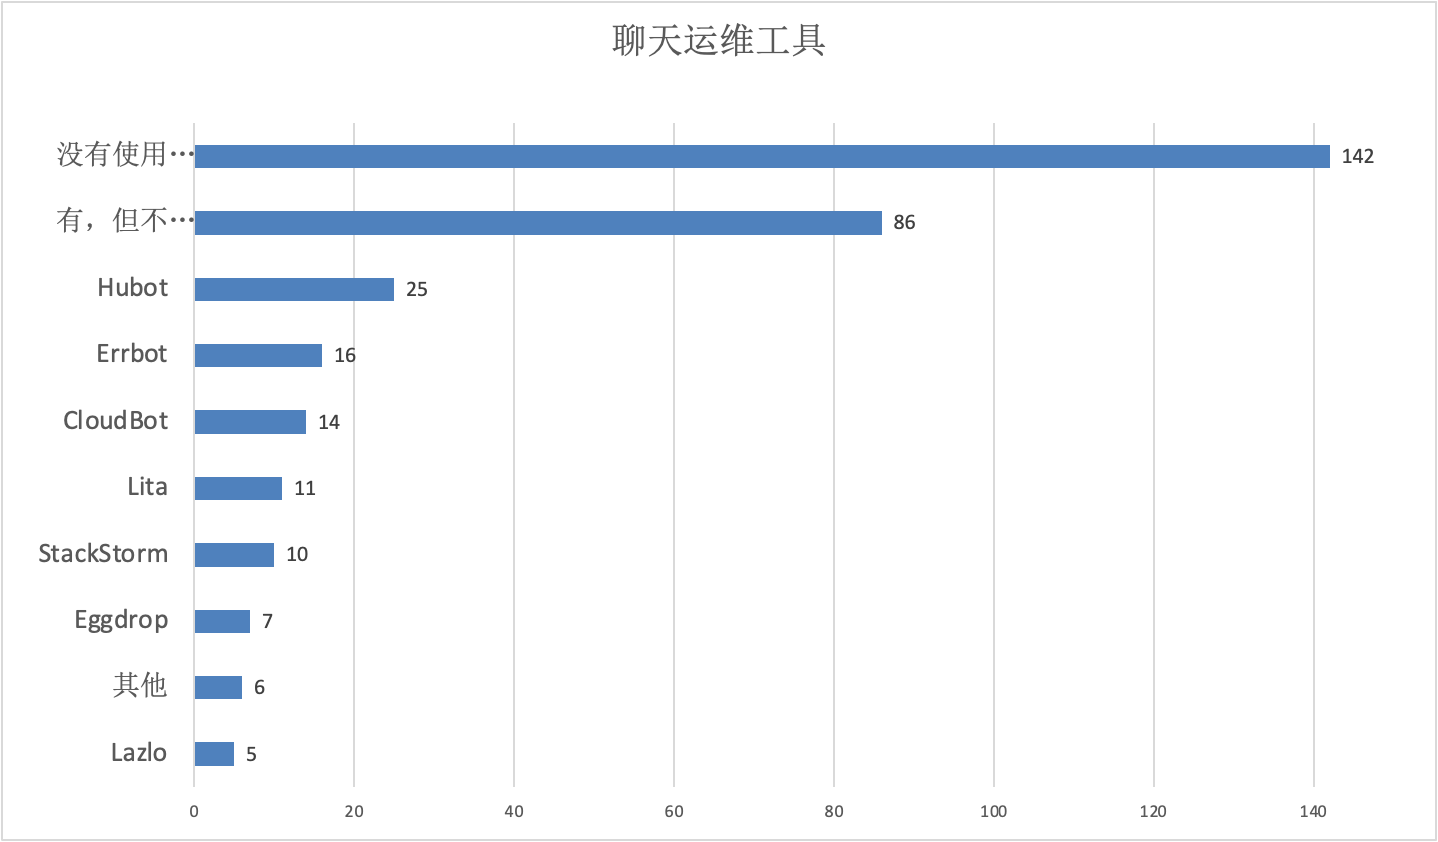 聊天运维工具
没有使用… 142
有，但不… 86
Hubot 25
Errbot 16
CloudBot 14
Lita 11
StackStorm 10
Eggdrop 7
其他 6
Lazlo 5
0 20 40 60 80 100 120 140